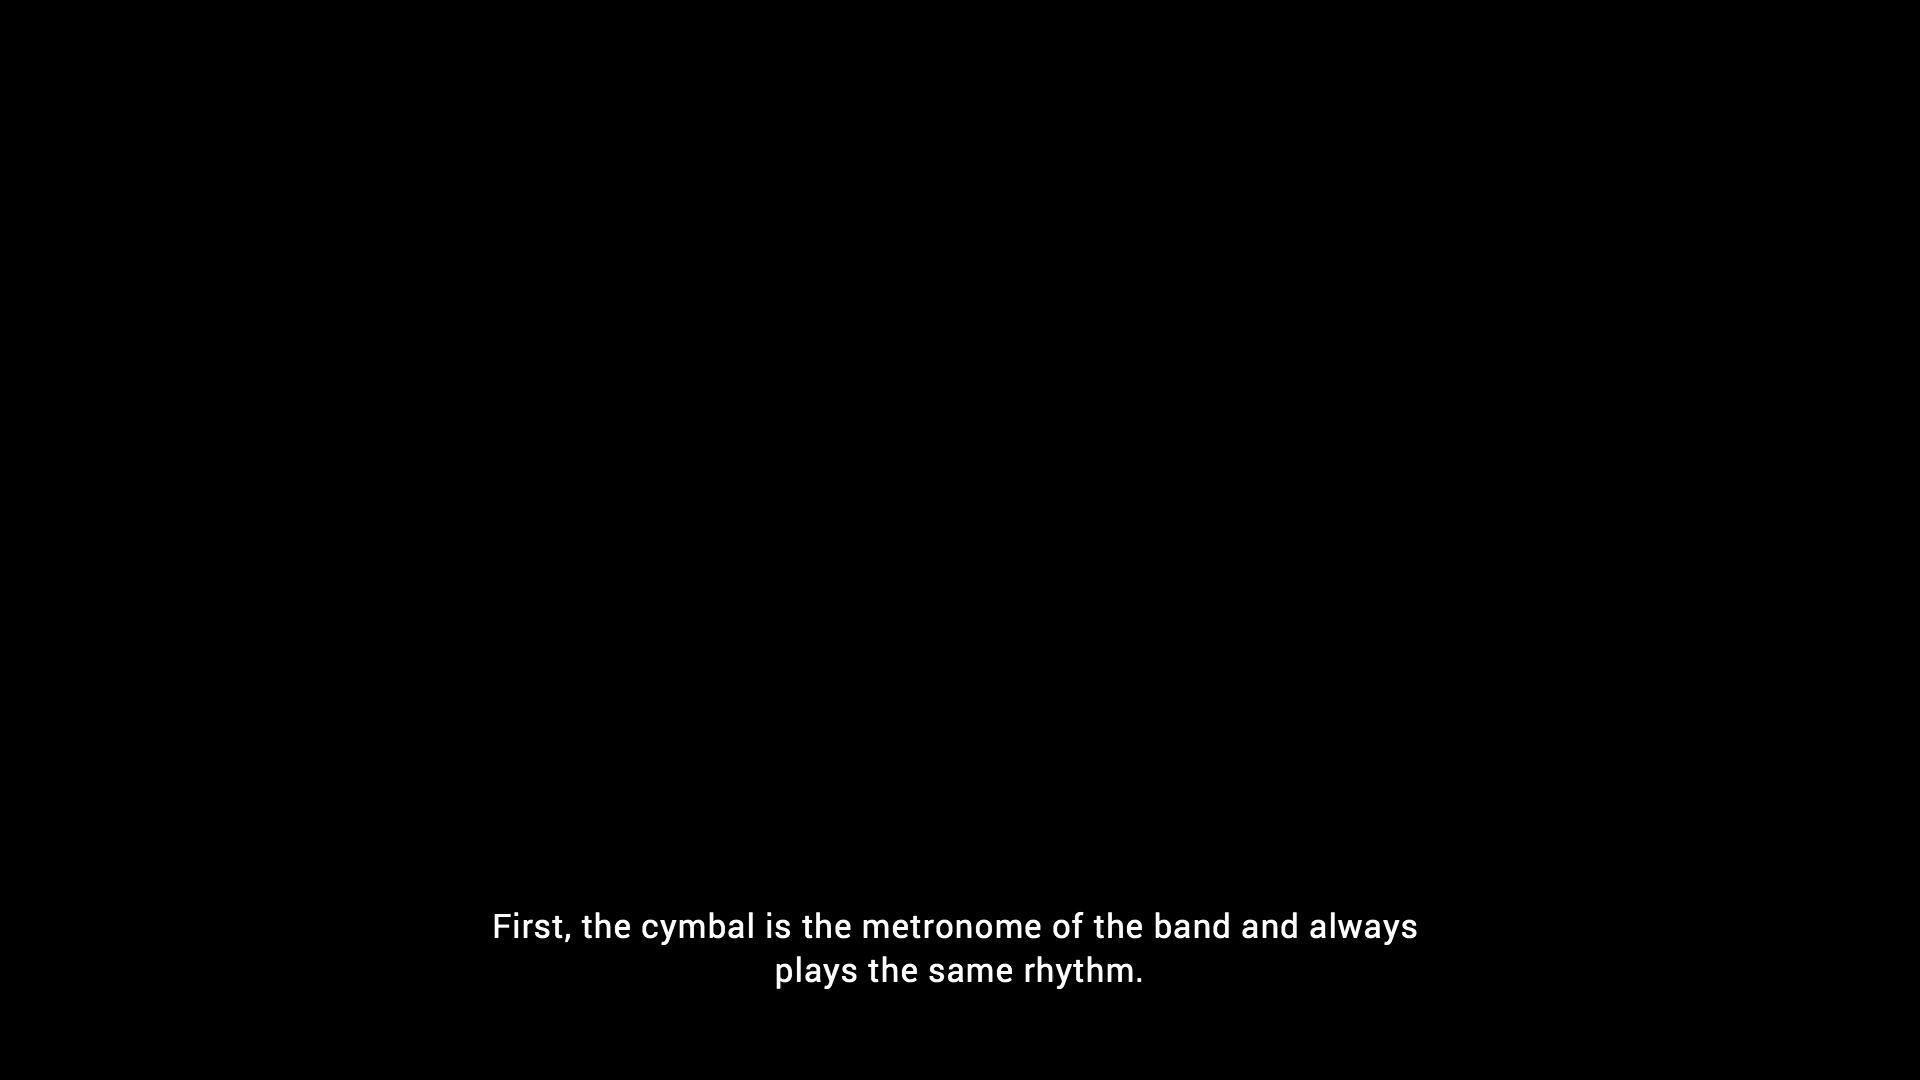 First, the cymbal is the metronome of the band and always
plays the same rhythm.